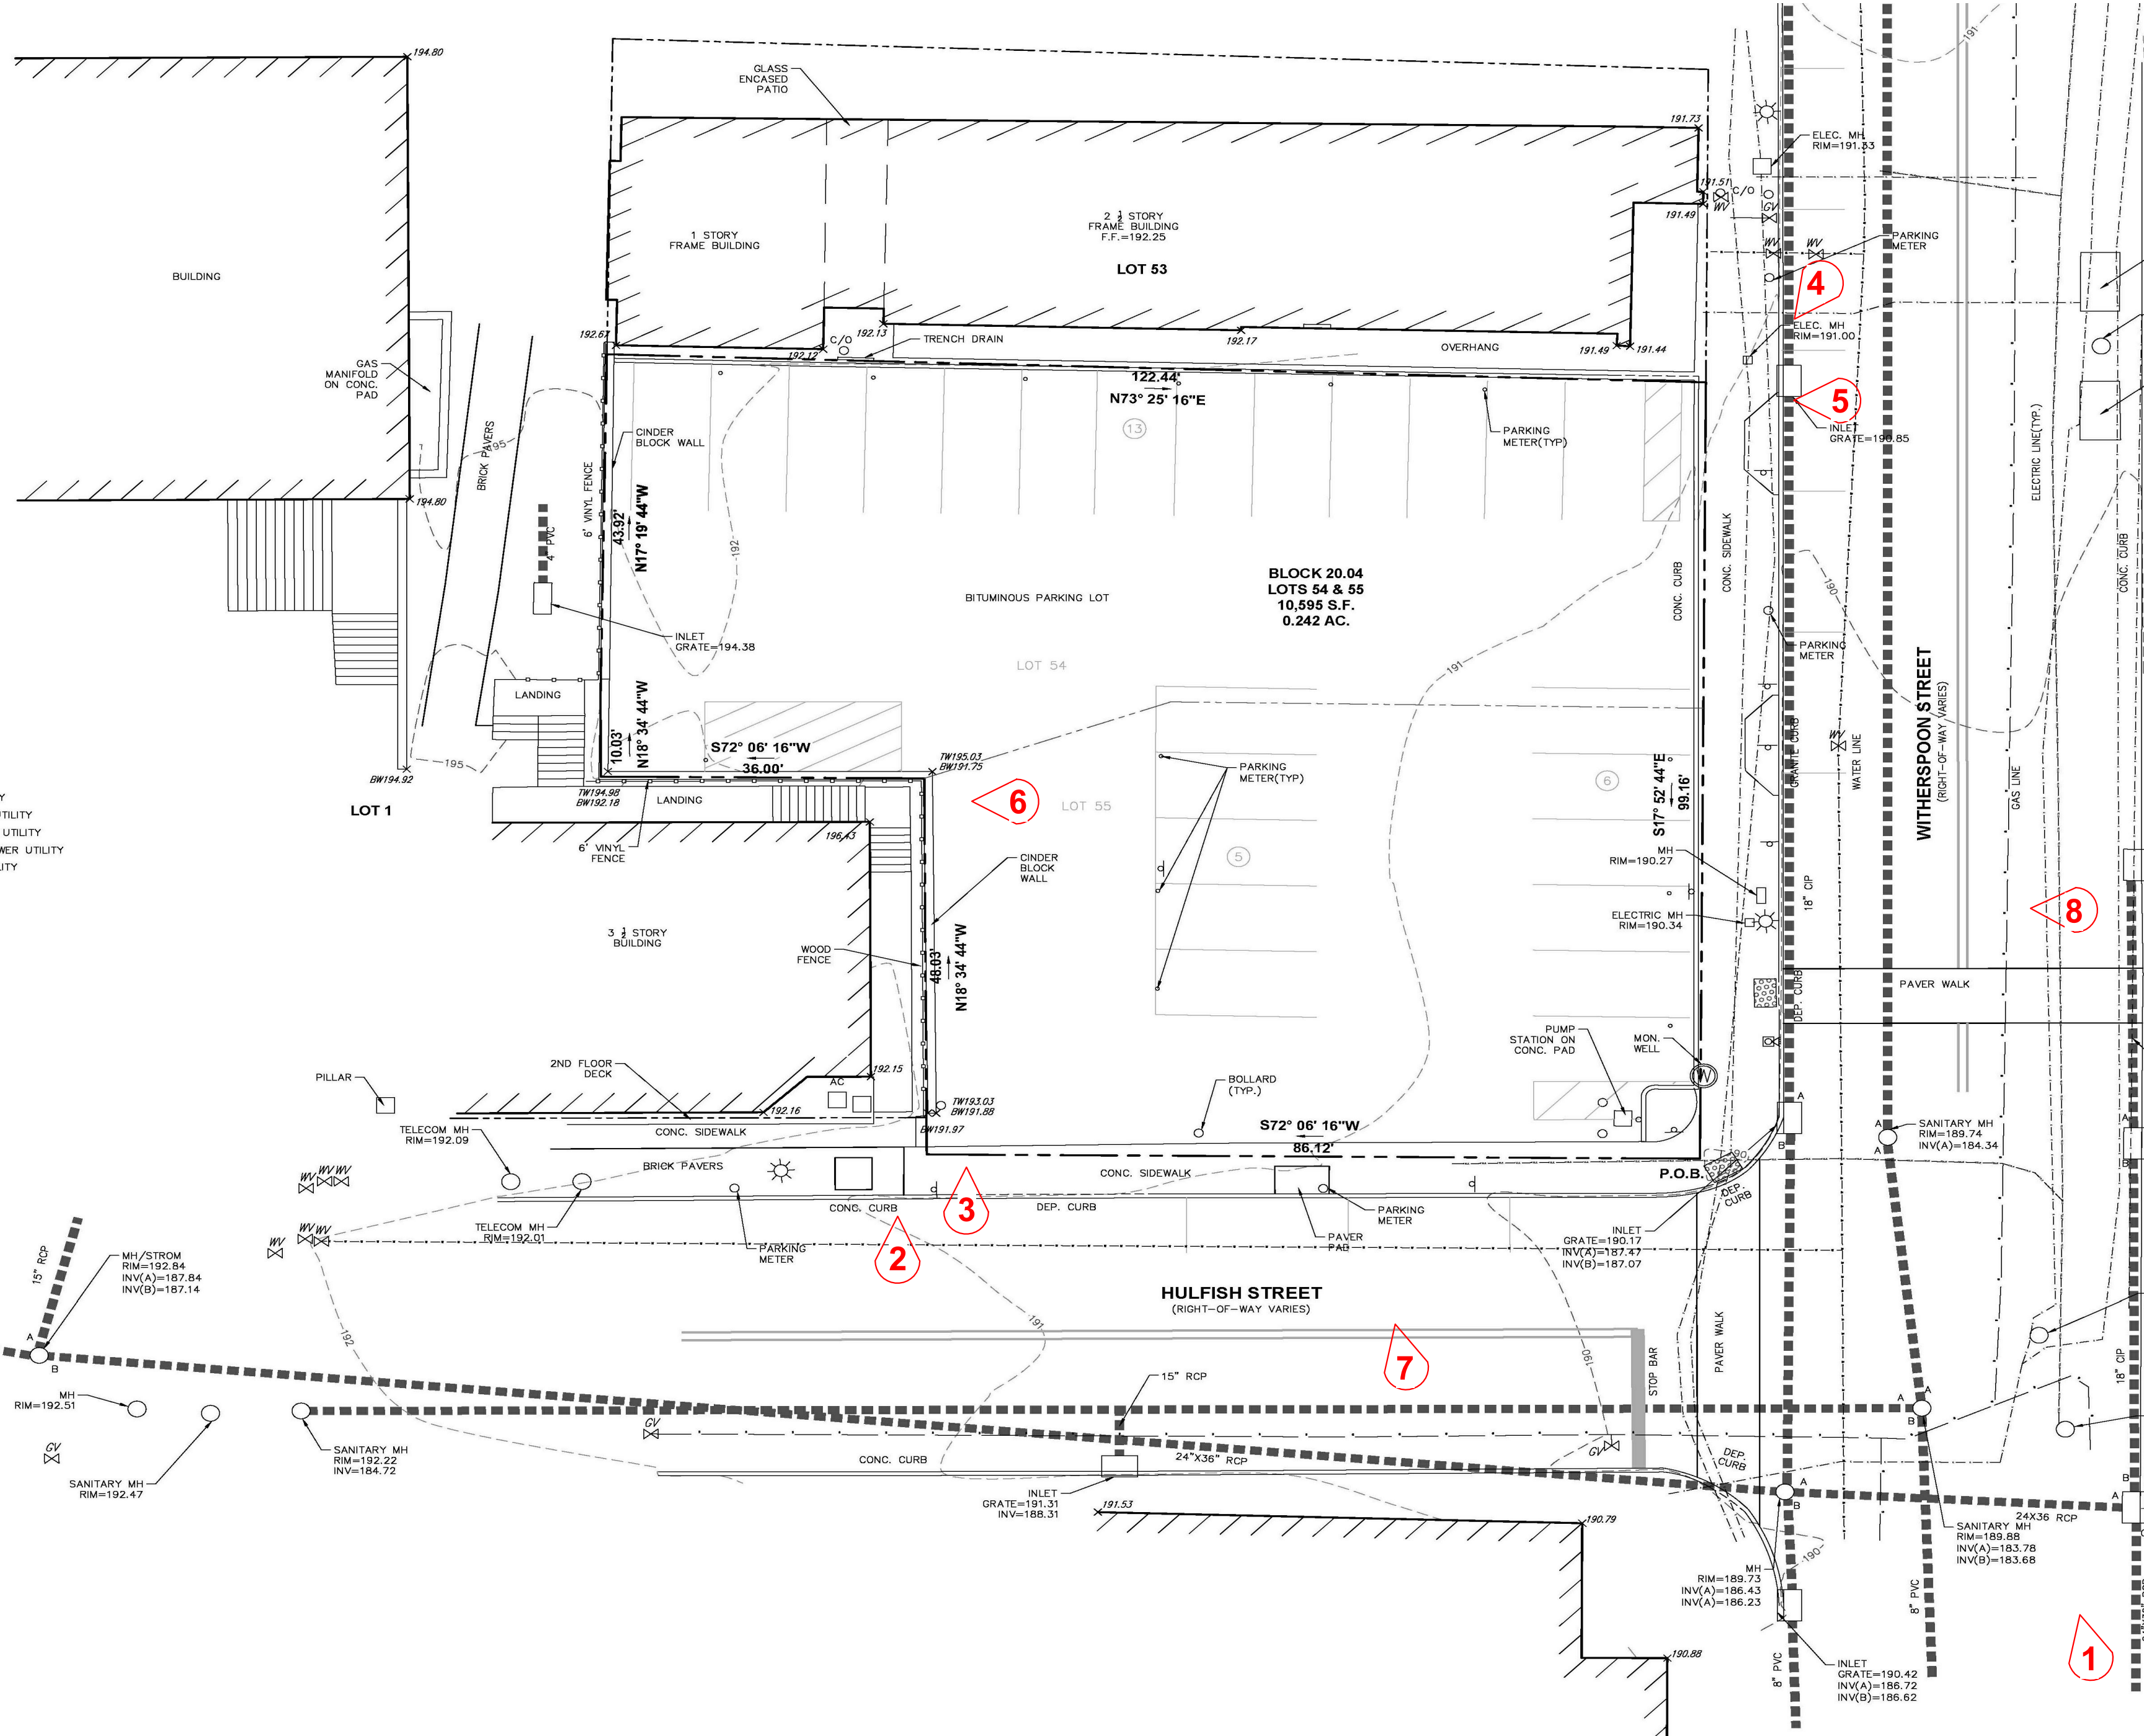 194.80
GLASS
ENCASED
PATIO
191.73
191
ELEC. MH
RIM=191.33
191.51
C/O
WV
GV
191.49
2 ½ STORY
FRAME BUILDING
F.F.=192.25
1 STORY
FRAME BUILDING
LOT 53
BUILDING
WV
WV
PARKING
METER
4
ELEC. MH
RIM=191.00
192.67
192.13
C/O
192.12
TRENCH DRAIN
192.17
OVERHANG
191.49
191.44
GAS
MANIFOLD
ON CONC.
PAD
122.44'
N73° 25' 16"E
5
INLET
GRATE=190.85
13
CINDER
BLOCK WALL
PARKING
METER(TYP)
BRICK PAVERS
195
6' VINYL FENCE
194.80
43.92'
N17° 19' 44"W
4" PVC
192
ELECTRIC LINE(TYP.)
CONC. SIDEWALK
CONC. CURB
CONC. CURB
BLOCK 20.04
LOTS 54 & 55
10,595 S.F.
0.242 AC.
BITUMINOUS PARKING LOT
190
INLET
GRATE=194.38
PARKING
METER
LOT 54
191
WITHERSPOON STREET
(RIGHT-OF-WAY VARIES)
LANDING
10.03'
N18° 34' 44"W
S72° 06' 16"W
36.00'
TW195.03
BW191.75
GRANITE CURB
WV
WATER LINE
GAS LINE
195
BW194.92
PARKING
METER(TYP)
6
S17° 52' 44"E
99.16'
TW194.98
BW192.18
LANDING
6
LOT 55
LOT 1
UTILITY
UTILITY
196.43
6' VINYL
FENCE
5
MH
RIM=190.27
CINDER
BLOCK
WALL
18" CIP
8
ELECTRIC MH
RIM=190.34
3 ½ STORY
BUILDING
WOOD
FENCE
48.03'
N18° 34' 44"W
DEP. CURB
PAVER WALK
PUMP
STATION ON
CONC. PAD
MON.
WELL
W
2ND FLOOR
DECK
192.15
PILLAR
AC
BOLLARD
(TYP.)
TW193.03
BW191.88
192.16
A
SANITARY MH
RIM=189.74
INV(A)=184.34
A
A
A
B
B
TELECOM MH
RIM=192.09
CONC. SIDEWALK
BW191.97
S72° 06' 16"W
86.12'
190
BRICK PAVERS
CONC. SIDEWALK
P.O.B.
WV
WV
WV
DEP.
CURB
3
CONC. CURB
DEP. CURB
PARKING
METER
TELECOM MH
RIM=192.01
WV
WV
WV
INLET
GRATE=190.17
INV(A)=187.47
INV(B)=187.07
PARKING
METER
2
PAVER
PAD
15" RCP
MH/STROM
RIM=192.84
INV(A)=187.84
INV(B)=187.14
HULFISH STREET
(RIGHT-OF-WAY VARIES)
192
191
190
A
B
7
STOP BAR
PAVER WALK
18" CIP
15" RCP
MH
RIM=192.51
A
A
B
GV
SANITARY MH
RIM=192.22
INV=184.72
GV
CONC. CURB
24"X36" RCP
GV
DEP.
CURB
SANITARY MH
RIM=192.47
INLET
GRATE=191.31
INV=188.31
A
B
B
A
191.53
190.79
24X36 RCP
SANITARY MH
RIM=189.88
INV(A)=183.78
INV(B)=183.68
190
MH
RIM=189.73
INV(A)=186.43
INV(A)=186.23
8" PVC
1
190.88
8" PVC
INLET
GRATE=190.42
INV(A)=186.72
INV(B)=186.62